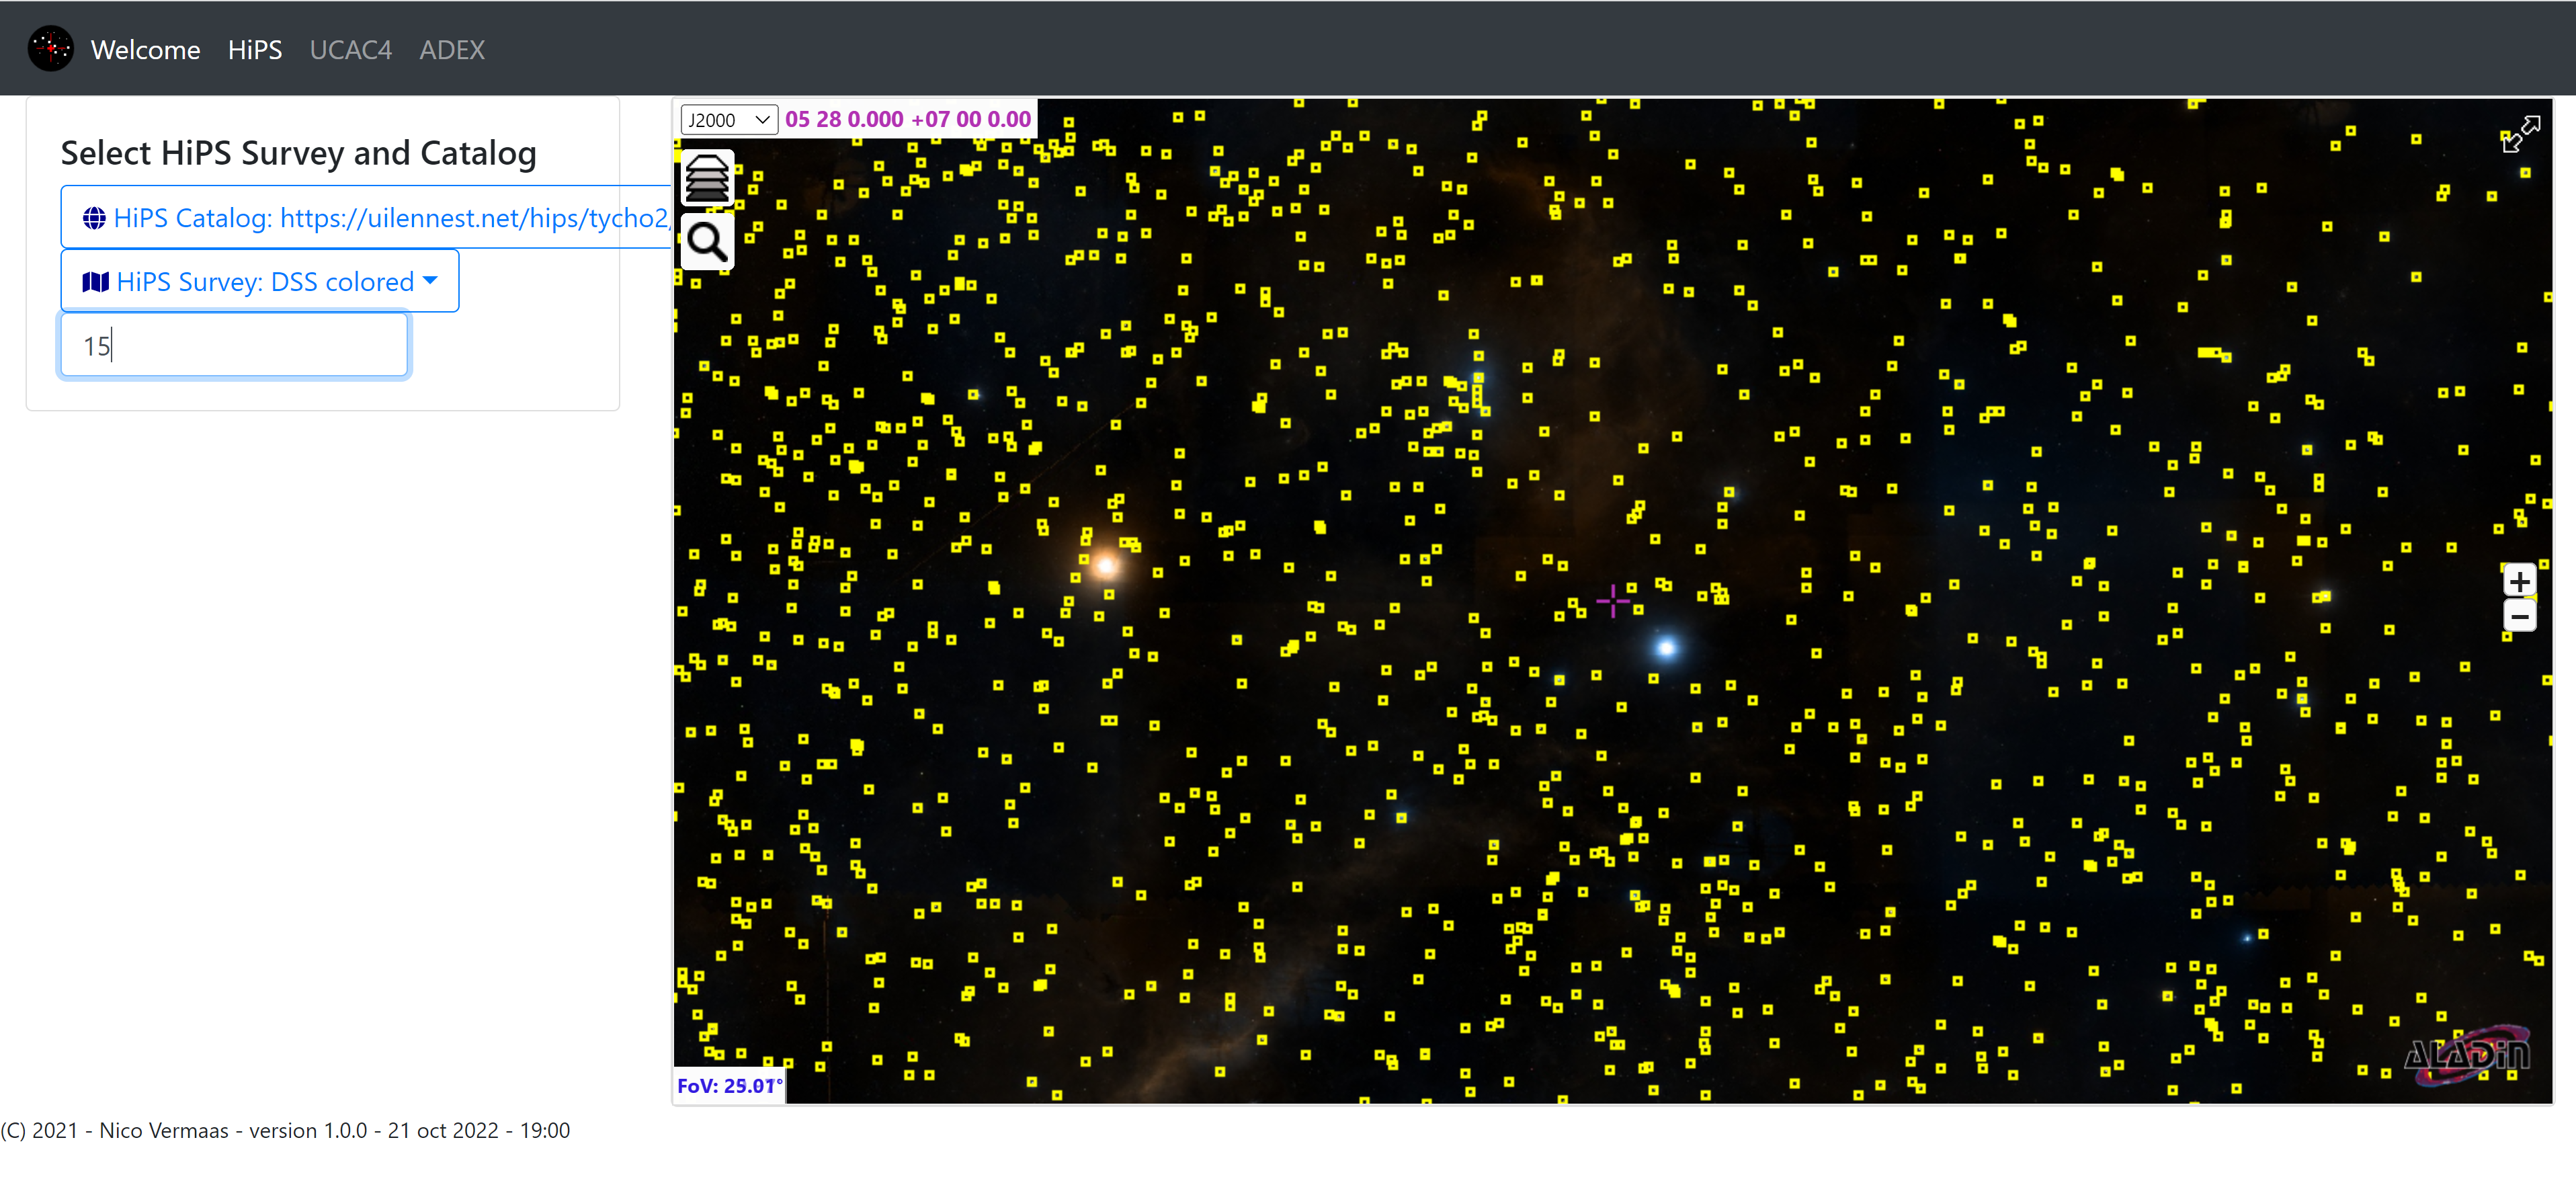 Welcome HiPS UCAC4 ADEX
Select HiPS Survey and Catalog
HiPS Catalog: https://uilennest.net/hips/tycho2/
HiPS Survey: DSS colored
15
J2000 05 28 0.000 +07 00 0.00
+
−
FoV: 25.01°
ALADIN
(C) 2021 - Nico Vermaas - version 1.0.0 - 21 oct 2022 - 19:00